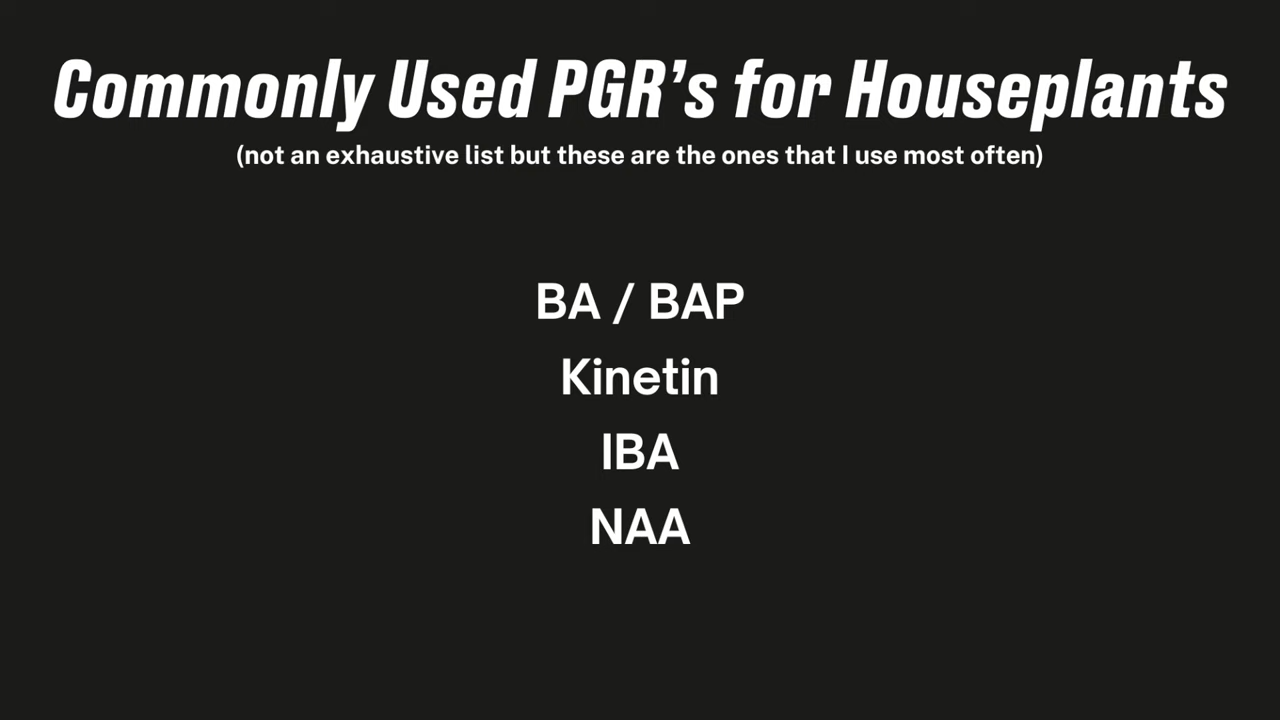 Commonly Used PGR’s for Houseplants
(not an exhaustive list but these are the ones that I use most often)
BA / BAP
Kinetin
IBA
NAA